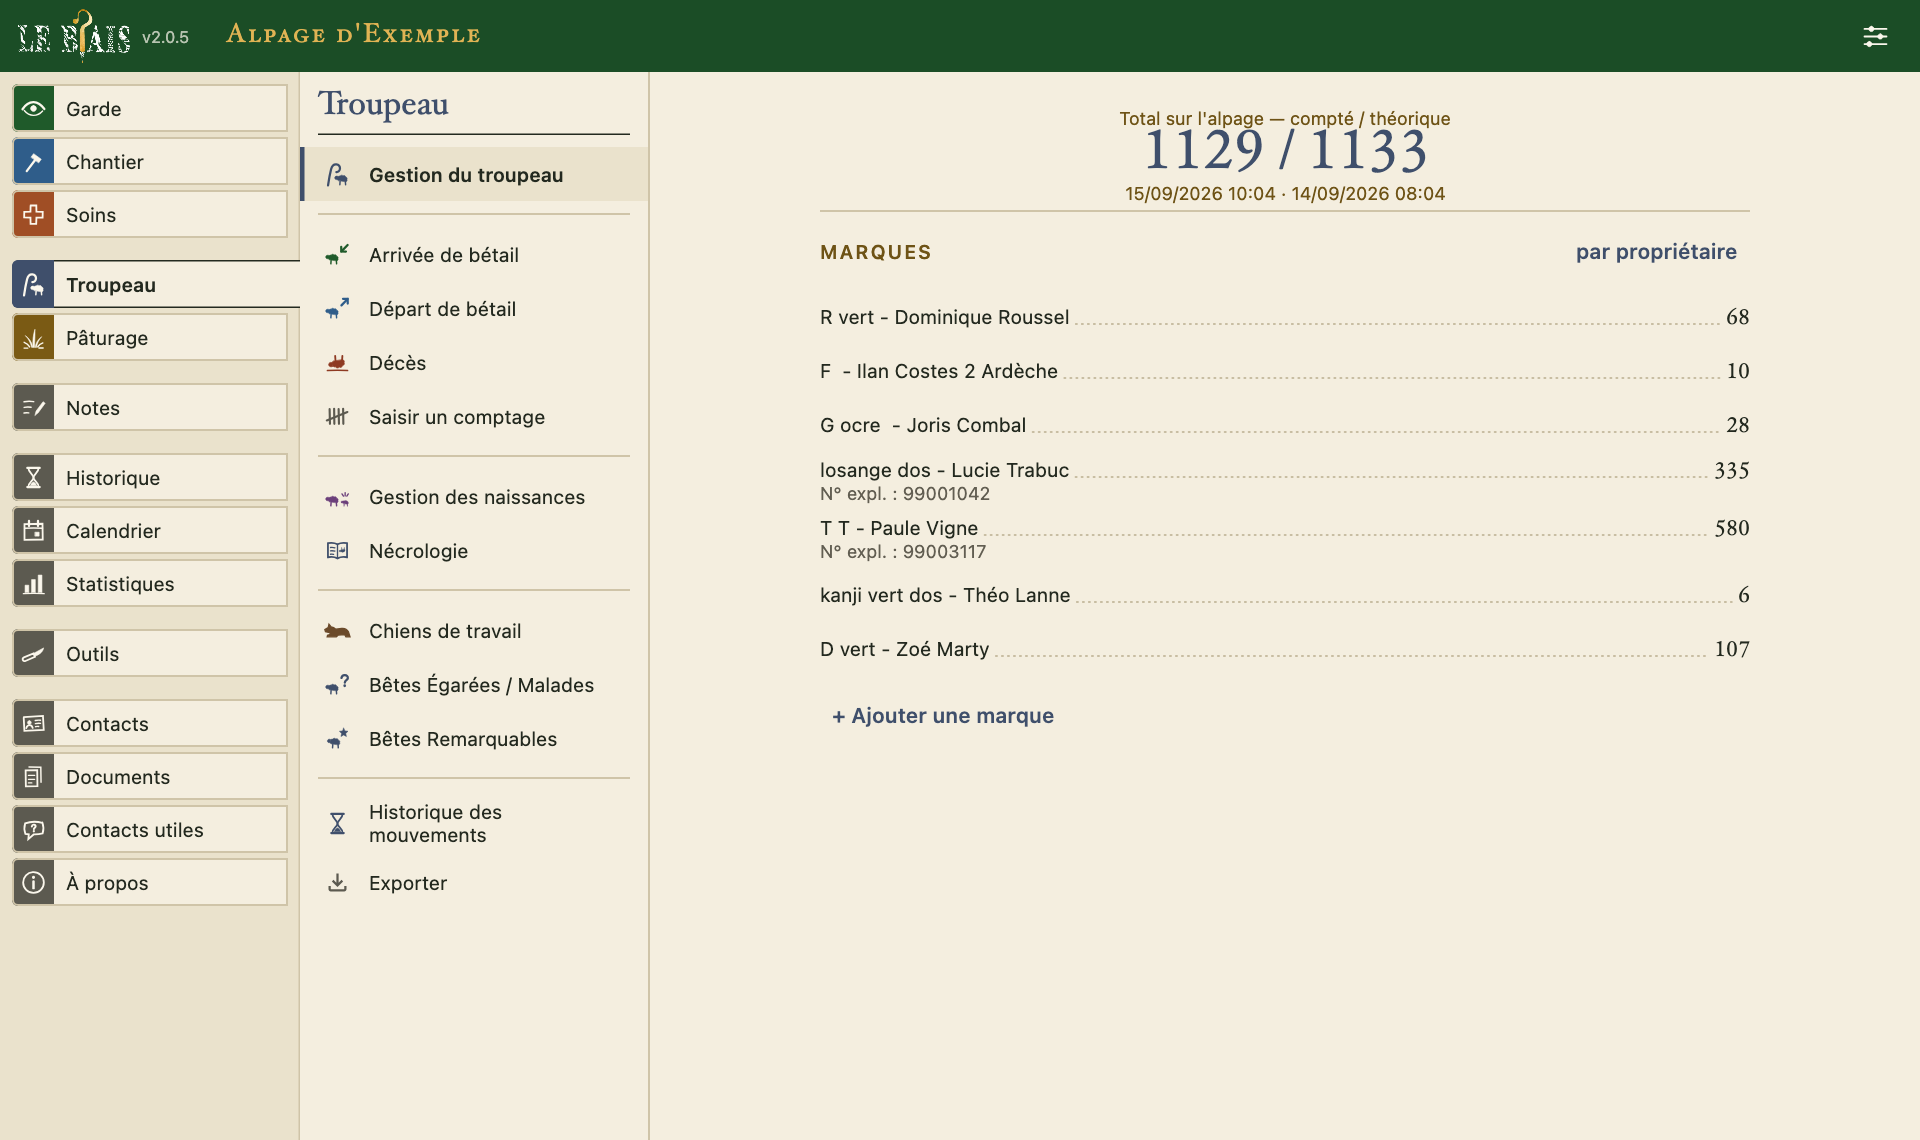 LE BIAIS v2.0.5
Alpage d'Exemple
Garde
Chantier
Soins
Troupeau
Pâturage
Notes
Historique
Calendrier
Statistiques
Outils
Contacts
Documents
Contacts utiles
À propos
Troupeau
Gestion du troupeau
Arrivée de bétail
Départ de bétail
Décès
Saisir un comptage
Gestion des naissances
Nécrologie
Chiens de travail
Bêtes Égarées / Malades
Bêtes Remarquables
Historique des
mouvements
Exporter
Total sur l'alpage — compté / théorique
1129 / 1133
15/09/2026 10:04 · 14/09/2026 08:04
MARQUES par propriétaire
R vert - Dominique Roussel 68
F - Ilan Costes 2 Ardèche 10
G ocre - Joris Combal 28
losange dos - Lucie Trabuc 335
N° expl. : 99001042
T T - Paule Vigne 580
N° expl. : 99003117
kanji vert dos - Théo Lanne 6
D vert - Zoé Marty 107
+ Ajouter une marque